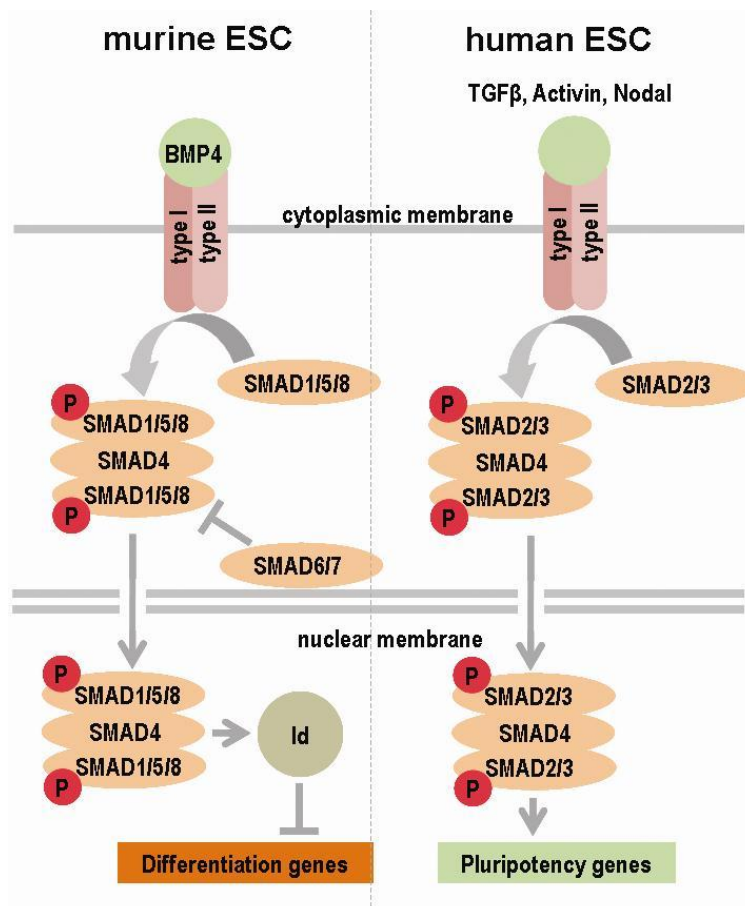 murine ESC
human ESC
TGFβ, Activin, Nodal
BMP4
type I
type II
type I
type II
cytoplasmic membrane
SMAD1/5/8
SMAD2/3
P
SMAD1/5/8
SMAD4
SMAD1/5/8
P
P
SMAD2/3
SMAD4
SMAD2/3
P
SMAD6/7
nuclear membrane
P
SMAD1/5/8
SMAD4
SMAD1/5/8
P
Id
P
SMAD2/3
SMAD4
SMAD2/3
P
Differentiation genes
Pluripotency genes